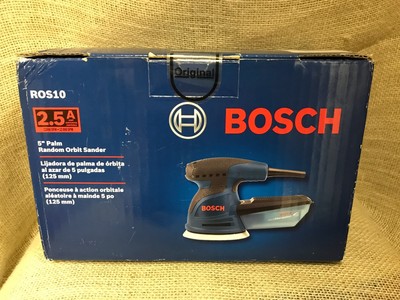 Original
ROS10
2.5 A
BOSCH
5" Palm
Random Orbit Sander
Lijadora de palma de órbita
al azar de 5 pulgadas
(125 mm)
Ponceuse à action orbitale
aléatoire à main de 5 po
(125 mm)
BOSCH